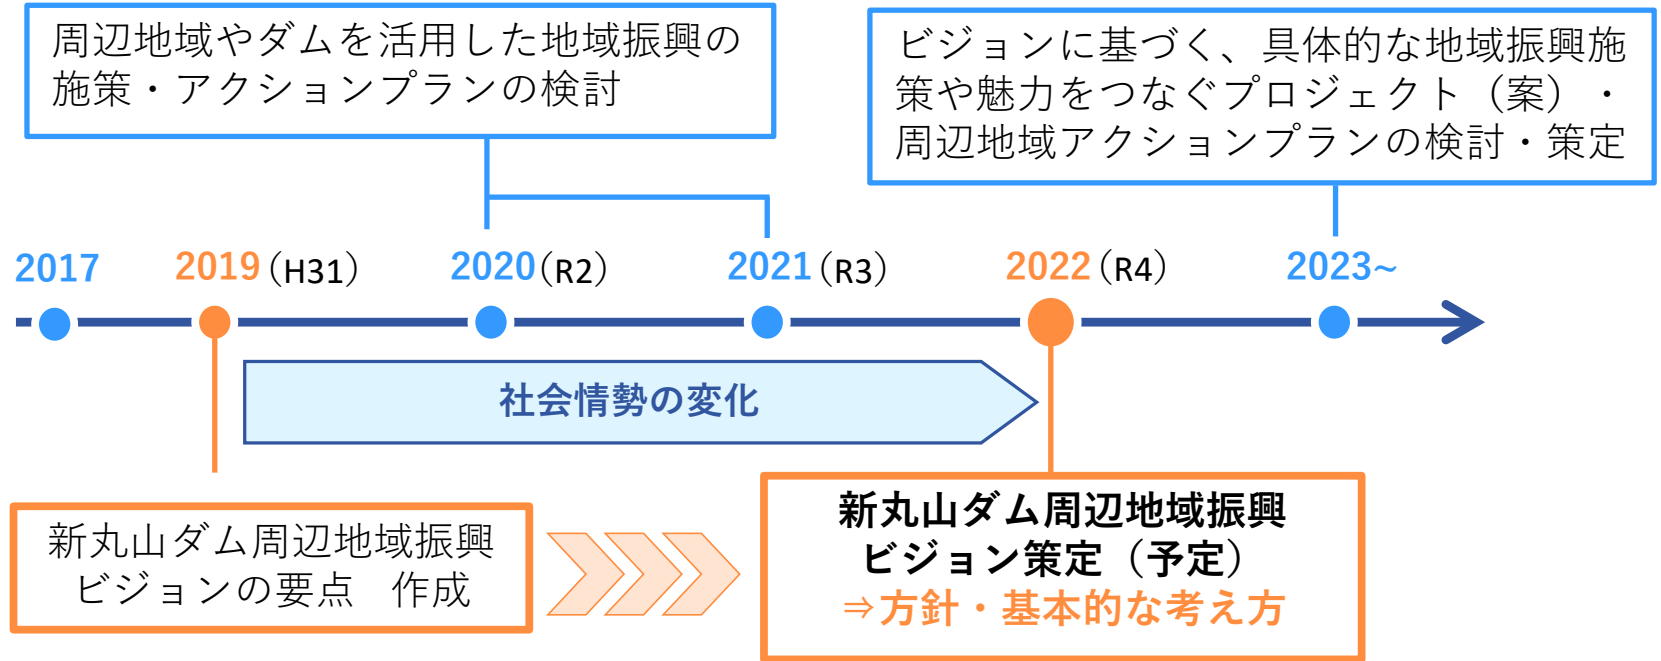 周辺地域やダムを活用した地域振興の
施策・アクションプランの検討
ビジョンに基づく、具体的な地域振興施
策や魅力をつなぐプロジェクト（案）・
周辺地域アクションプランの検討・策定
2017 2019（H31） 2020（R2） 2021（R3） 2022（R4） 2023~
社会情勢の変化
新丸山ダム周辺地域振興
ビジョンの要点　作成
新丸山ダム周辺地域振興
ビジョン策定（予定）
⇒方針・基本的な考え方